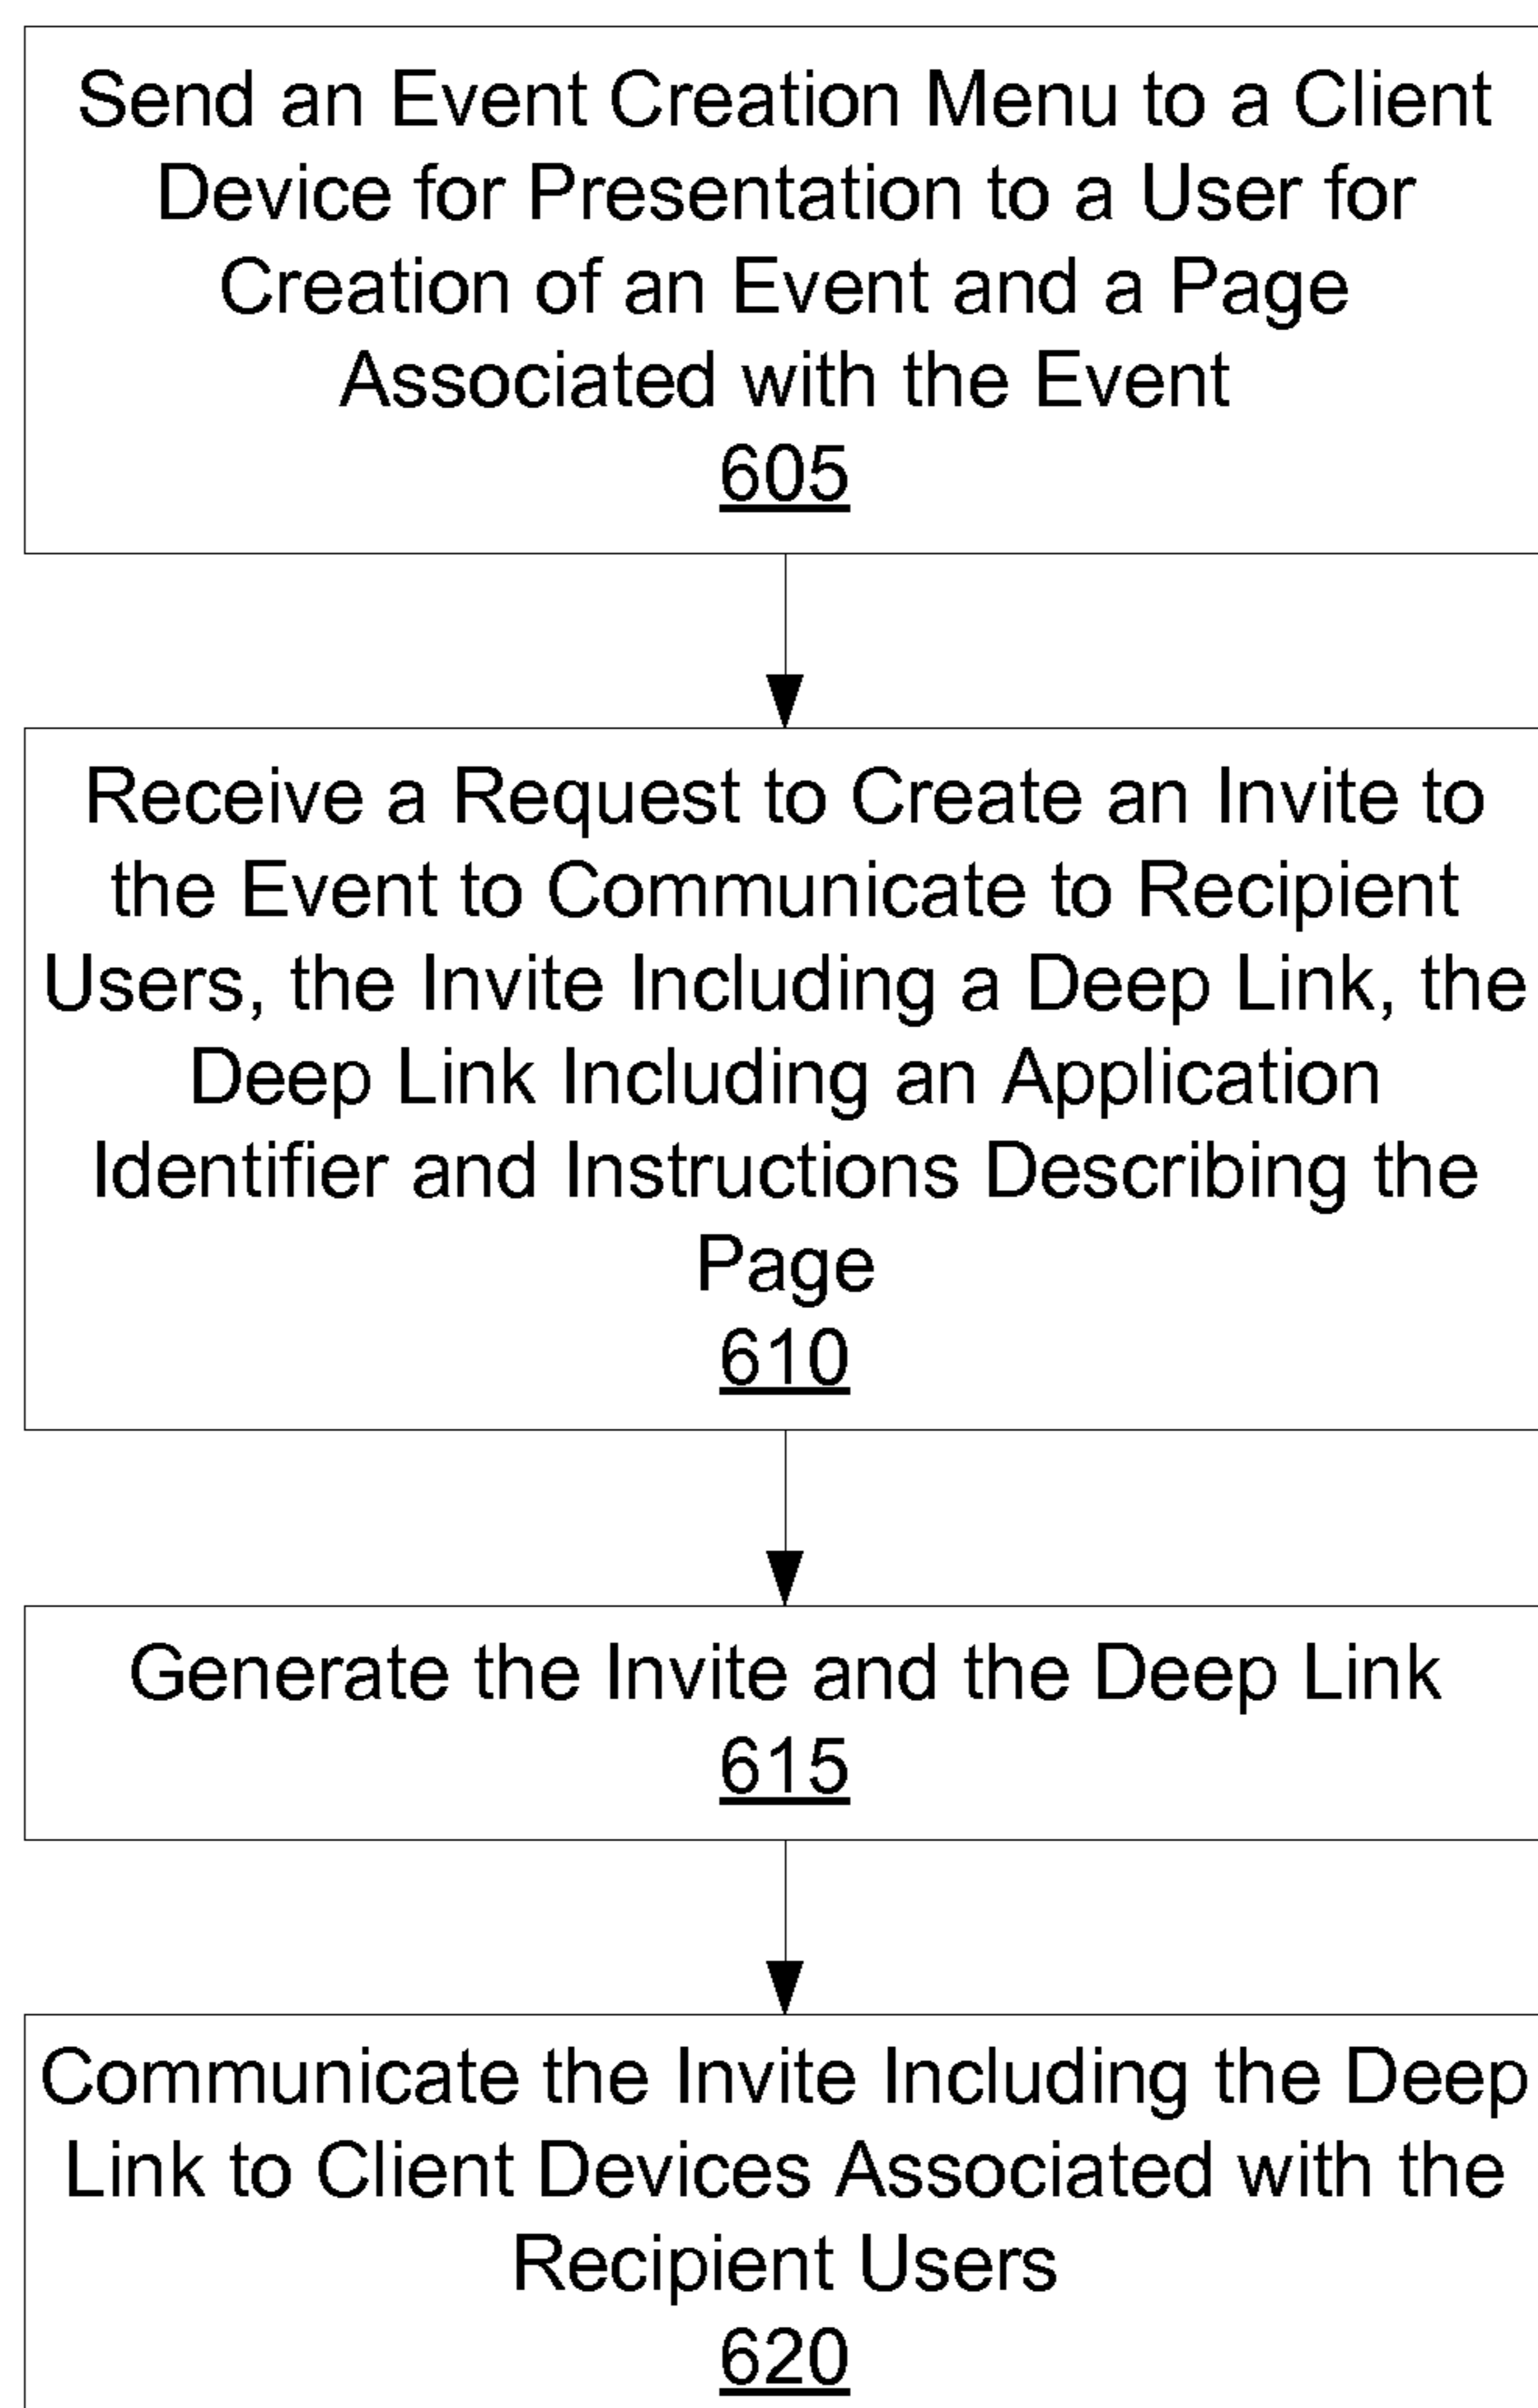 Send an Event Creation Menu to a Client
Device for Presentation to a User for
Creation of an Event and a Page
Associated with the Event
605
Receive a Request to Create an Invite to
the Event to Communicate to Recipient
Users, the Invite Including a Deep Link, the
Deep Link Including an Application
Identifier and Instructions Describing the
Page
610
Generate the Invite and the Deep Link
615
Communicate the Invite Including the Deep
Link to Client Devices Associated with the
Recipient Users
620